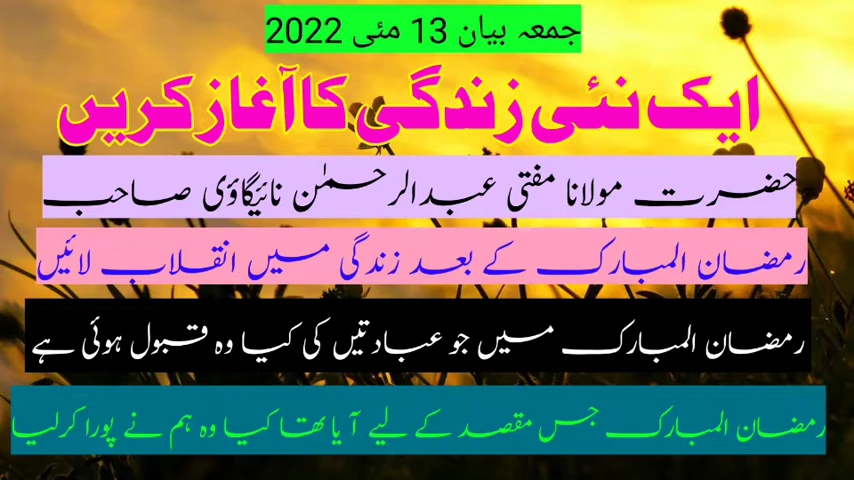 جمعہ بیان 13 مئی 2022
ایک نئی زندگی کا آغاز کریں
حضرت مولانا مفتی عبدالرحمٰن نائیگاؤی صاحب
رمضان المبارک کے بعد زندگی میں انقلاب لائیں
رمضان المبارک میں جو عبادتیں کی کیا وہ قبول ہوئی ہے
رمضان المبارک جس مقصد کے لیے آیا تھا کیا وہ ہم نے پورا کرلیا